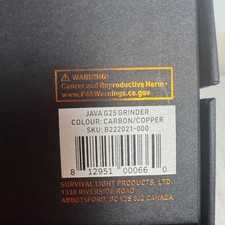 ⚠ WARNING:
Cancer and Reproductive Harm -
www.P65Warnings.ca.gov
JAVA G25 GRINDER
COLOUR: CARBON/COPPER
SKU: B222021-000
8 12951 00066 0
SURVIVAL LIGHT PRODUCTS, LTD.
1338 RIVERSIDE ROAD
ABBOTSFORD, BC V2S 8J2 CANADA